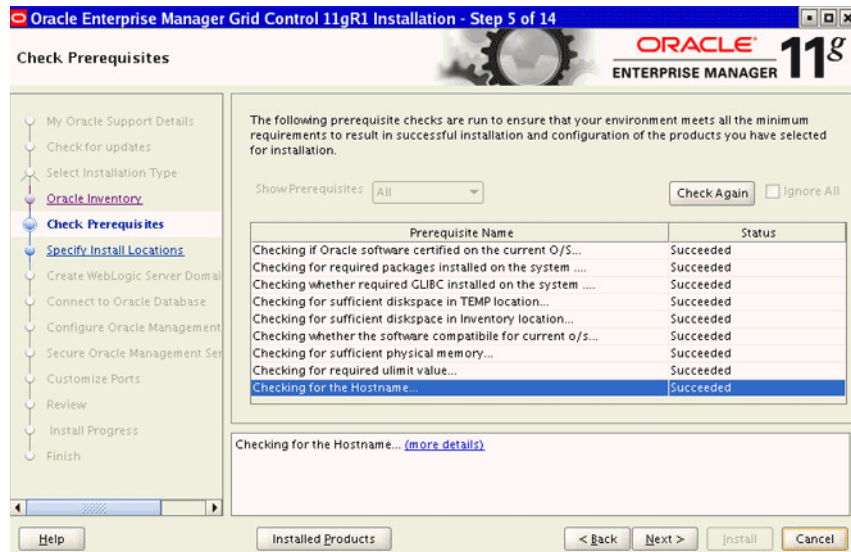 Oracle Enterprise Manager Grid Control 11gR1 Installation - Step 5 of 14
Check Prerequisites
ORACLE
ENTERPRISE MANAGER
11g
My Oracle Support Details
Check for updates
Select Installation Type
Oracle Inventory
Check Prerequisites
Specify Install Locations
Create WebLogic Server Domai
Connect to Oracle Database
Configure Oracle Management
Secure Oracle Management Ser
Customize Ports
Review
Install Progress
Finish
The following prerequisite checks are run to ensure that your environment meets all the minimum
requirements to result in successful installation and configuration of the products you have selected
for installation.
Show Prerequisites All Check Again Ignore All
Prerequisite Name Status
Checking if Oracle software certified on the current O/S... Succeeded
Checking for required packages installed on the system .... Succeeded
Checking whether required GLIBC installed on the system .... Succeeded
Checking for sufficient diskspace in TEMP location... Succeeded
Checking for sufficient diskspace in Inventory location... Succeeded
Checking whether the software compatibile for current o/s... Succeeded
Checking for sufficient physical memory... Succeeded
Checking for required ulimit value... Succeeded
Checking for the Hostname... Succeeded
Checking for the Hostname... (more details)
Help Installed Products < Back Next > Install Cancel